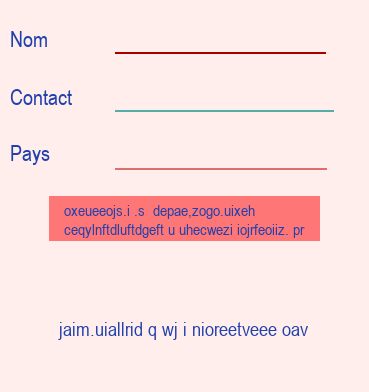 Nom
Contact
Pays
oxeueeojs.i .s  depae,zogo.uixeh
ceqylnftdluftdgeft u uhecwezi iojrfeoiiz. pr
jaim.uiallrid q wj i nioreetveee oav